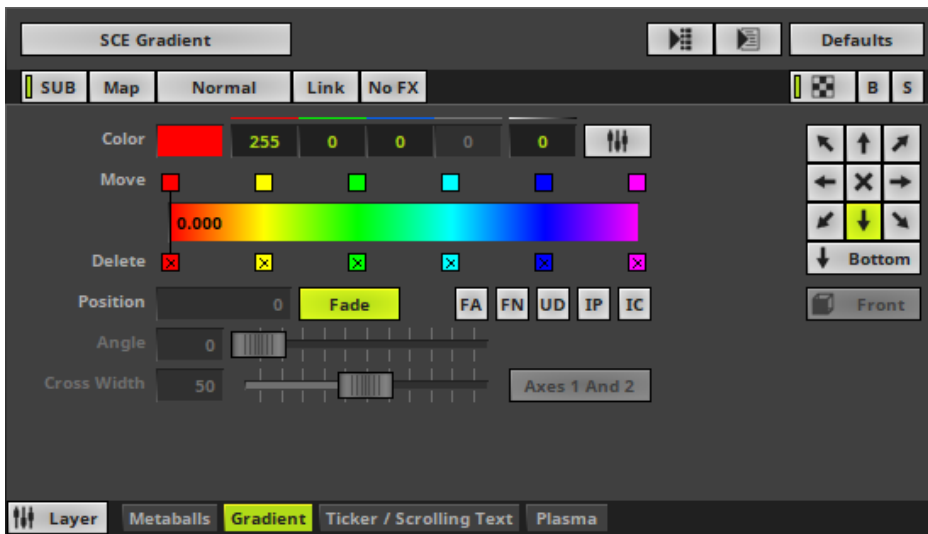 SCE Gradient Defaults
SUB Map Normal Link No FX B S
Color 255 0 0 0 0
Move
0.000
Delete Bottom
Position 0 Fade FA FN UD IP IC Front
Angle 0
Cross Width 50 Axes 1 And 2
Layer Metaballs Gradient Ticker / Scrolling Text Plasma